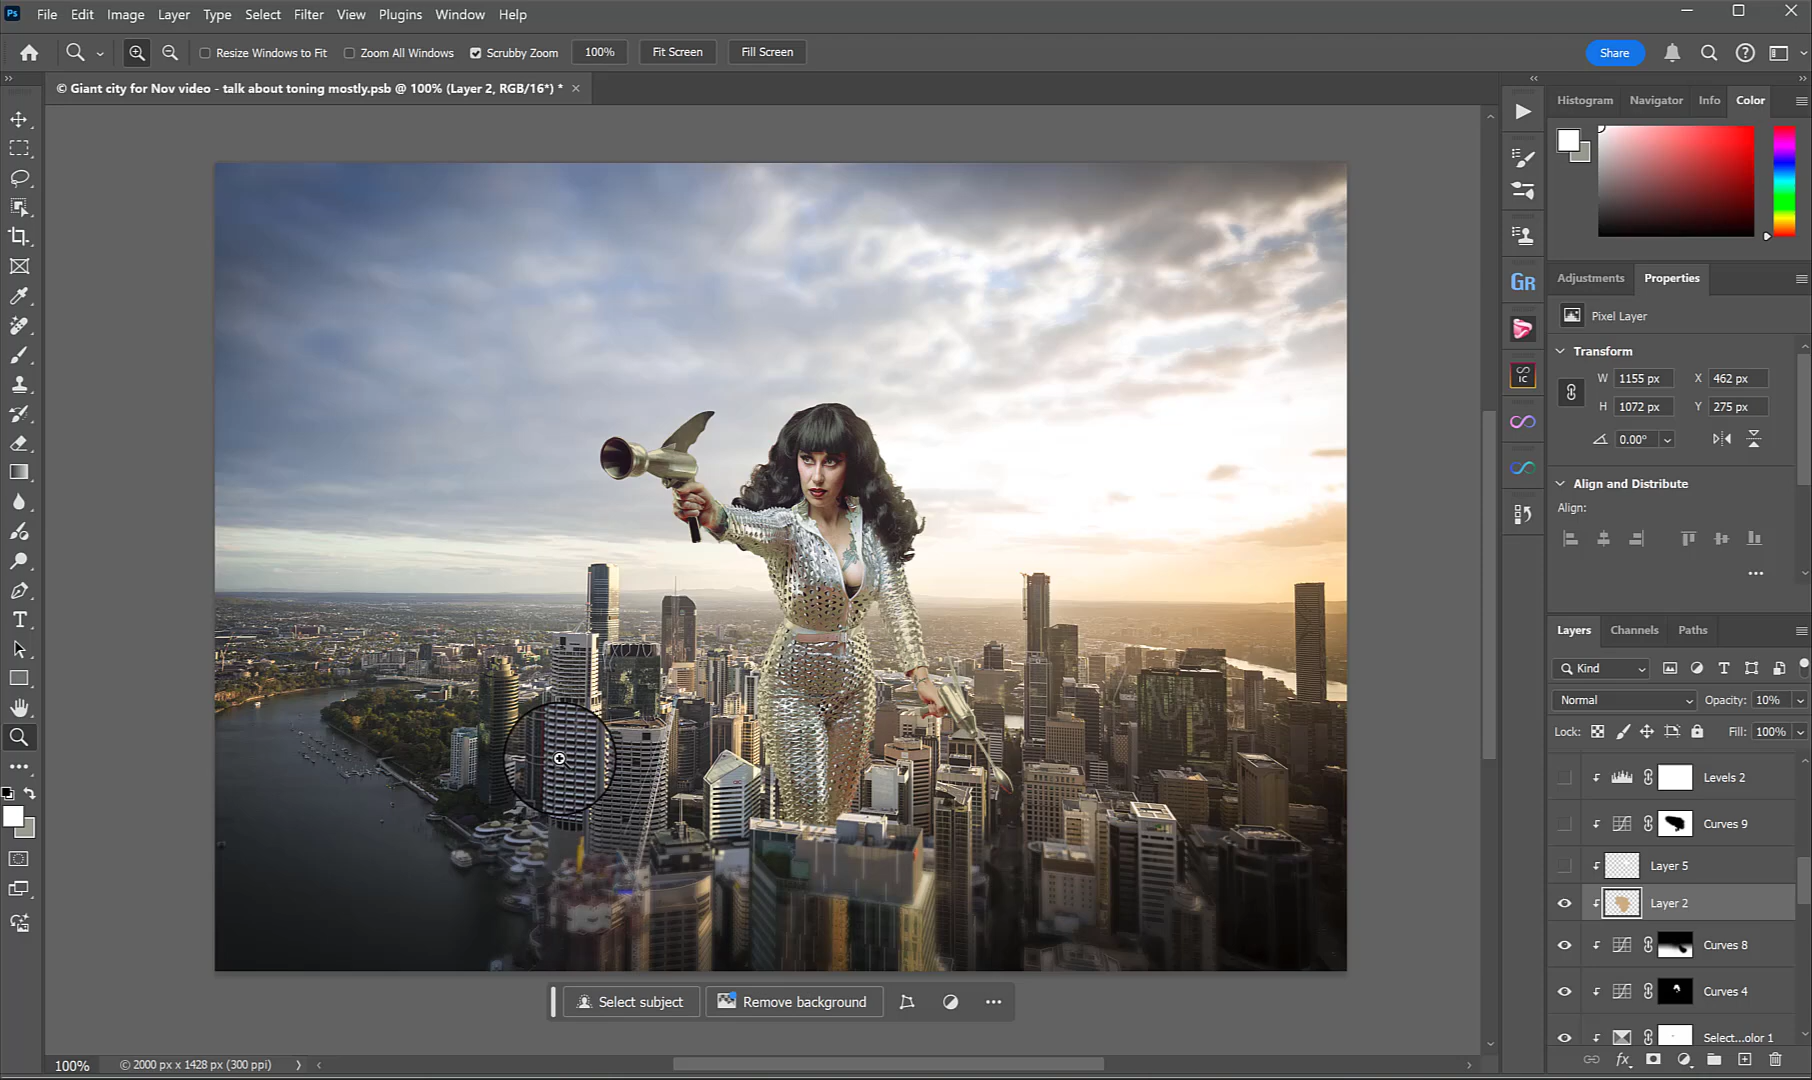 Ps File Edit Image Layer Type Select Filter View Plugins Window Help
Resize Windows to Fit Zoom All Windows Scrubby Zoom 100% Fit Screen Fill Screen Share
© Giant city for Nov video - talk about toning mostly.psb @ 100% (Layer 2, RGB/16*) *
Histogram Navigator Info Color
Gr
IC
Adjustments Properties
Pixel Layer
Transform
W 1155 px X 462 px
H 1072 px Y 275 px
0.00°
Align and Distribute
Align:
Layers Channels Paths
Kind
Normal Opacity: 10%
Lock: Fill: 100%
Levels 2
Curves 9
Layer 5
Layer 2
Curves 8
Curves 4
Select...olor 1
fx
Select subject Remove background
100% © 2000 px x 1428 px (300 ppi)